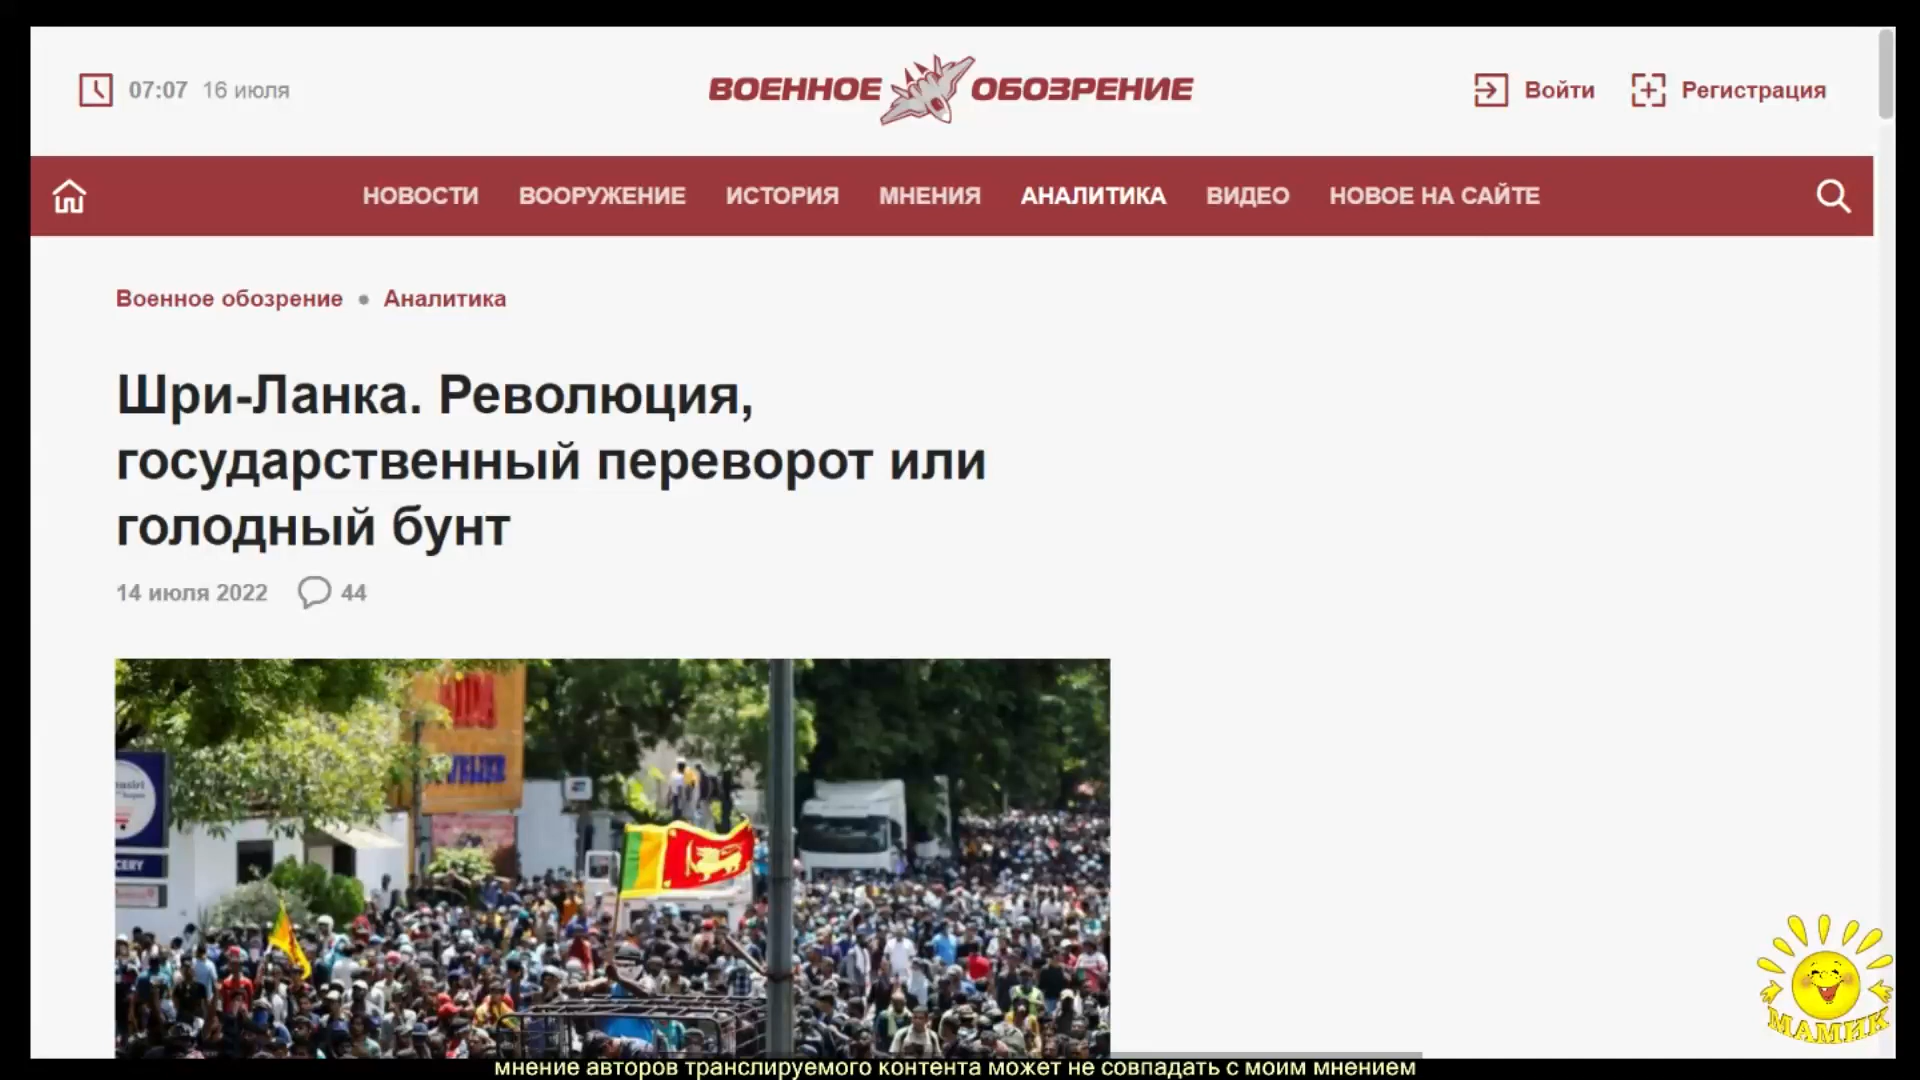 07:07 16 июля
ВОЕННОЕ ОБОЗРЕНИЕ
Войти
Регистрация
НОВОСТИ ВООРУЖЕНИЕ ИСТОРИЯ МНЕНИЯ АНАЛИТИКА ВИДЕО НОВОЕ НА САЙТЕ
Военное обозрение • Аналитика
Шри-Ланка. Революция,
государственный переворот или
голодный бунт
14 июля 2022 44
МАМИК
мнение авторов транслируемого контента может не совпадать с моим мнением